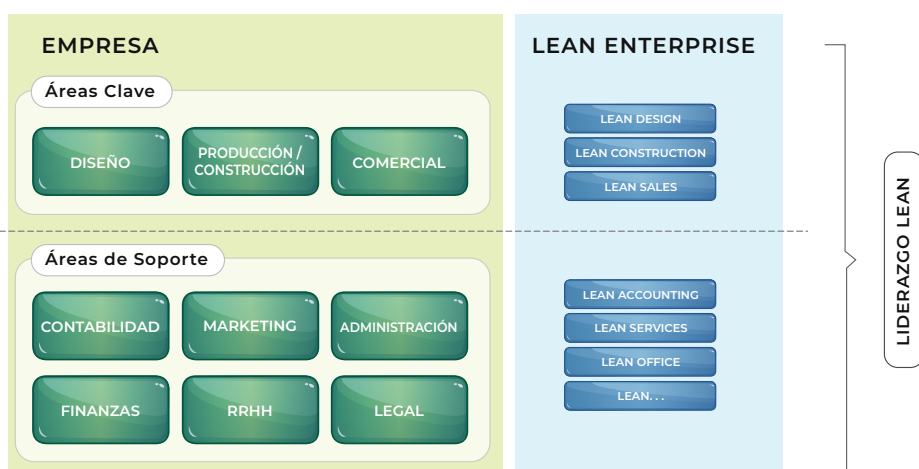 EMPRESA
Áreas Clave
DISEÑO
PRODUCCIÓN /
CONSTRUCCIÓN
COMERCIAL
Áreas de Soporte
CONTABILIDAD
MARKETING
ADMINISTRACIÓN
FINANZAS
RRHH
LEGAL
LEAN ENTERPRISE
LEAN DESIGN
LEAN CONSTRUCTION
LEAN SALES
LEAN ACCOUNTING
LEAN SERVICES
LEAN OFFICE
LEAN. . .
LIDERAZGO LEAN